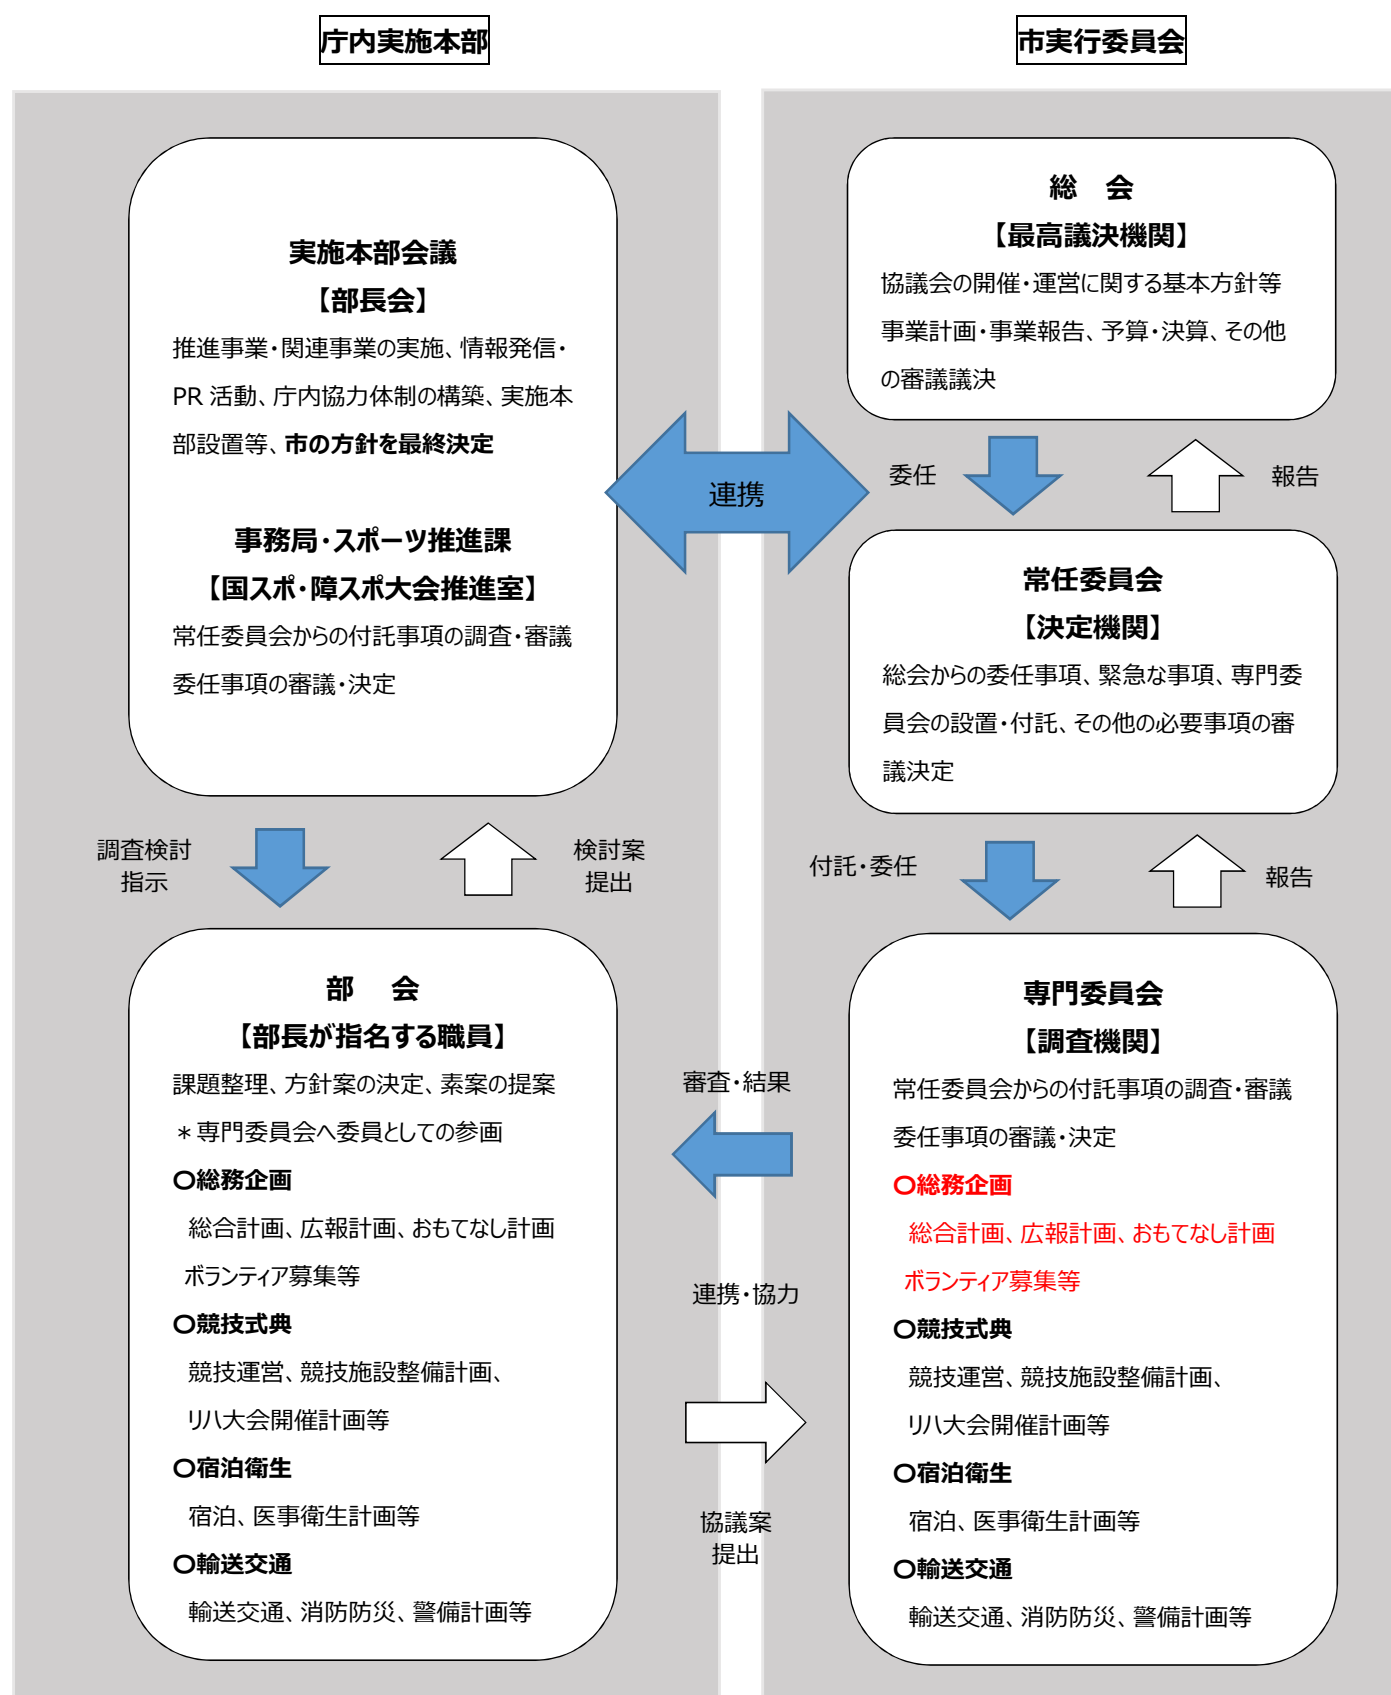 庁内実施本部
実施本部会議
【部長会】
推進事業・関連事業の実施、情報発信・
PR 活動、庁内協力体制の構築、実施本
部設置等、市の方針を最終決定
事務局・スポーツ推進課
【国スポ・障スポ大会推進室】
常任委員会からの付託事項の調査・審議
委任事項の審議・決定
調査検討
指示
検討案
提出
部　会
【部長が指名する職員】
課題整理、方針案の決定、素案の提案
＊専門委員会へ委員としての参画
〇総務企画
総合計画、広報計画、おもてなし計画
ボランティア募集等
〇競技式典
競技運営、競技施設整備計画、
リハ大会開催計画等
〇宿泊衛生
宿泊、医事衛生計画等
〇輸送交通
輸送交通、消防防災、警備計画等
連携
審査・結果
連携・協力
協議案
提出
市実行委員会
総　会
【最高議決機関】
協議会の開催・運営に関する基本方針等
事業計画・事業報告、予算・決算、その他
の審議議決
委任
報告
常任委員会
【決定機関】
総会からの委任事項、緊急な事項、専門委
員会の設置・付託、その他の必要事項の審
議決定
付託・委任
報告
専門委員会
【調査機関】
常任委員会からの付託事項の調査・審議
委任事項の審議・決定
〇総務企画
総合計画、広報計画、おもてなし計画
ボランティア募集等
〇競技式典
競技運営、競技施設整備計画、
リハ大会開催計画等
〇宿泊衛生
宿泊、医事衛生計画等
〇輸送交通
輸送交通、消防防災、警備計画等